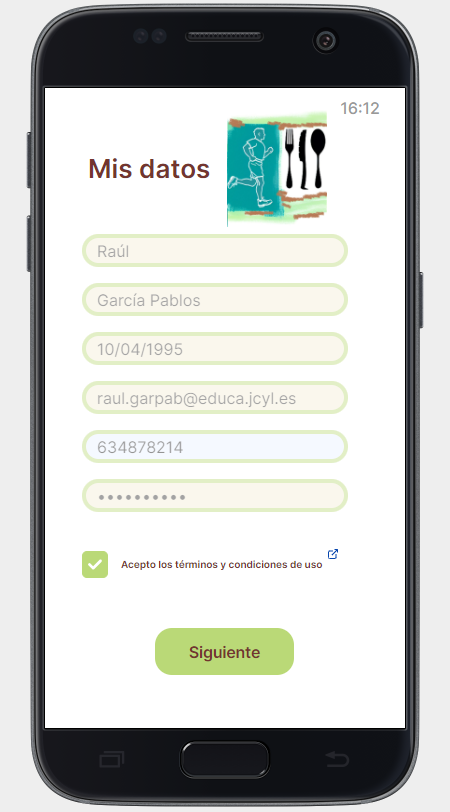 16:12
Mis datos
Raúl
García Pablos
10/04/1995
raul.garpab@educa.jcyl.es
634878214
••••••••••
Acepto los términos y condiciones de uso
Siguiente